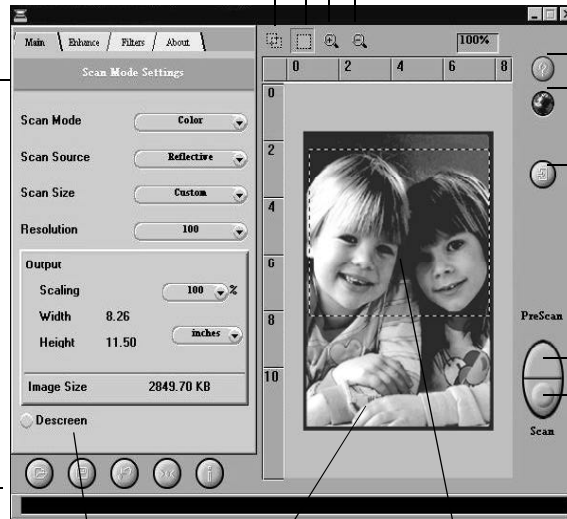 Main Enhance Filters About
100%
Scan Mode Settings
0 2 4 6 8
0
2
4
6
8
10
Scan Mode Color
Scan Source Reflective
Scan Size Custom
Resolution 100
Output
Scaling 100 %
Width 8.26
Height 11.50
inches
Image Size 2849.70 KB
Descreen
PreScan
Scan